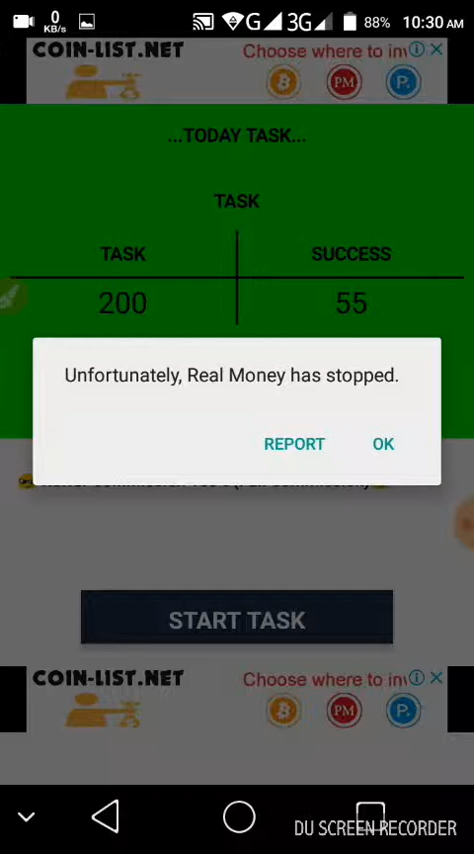 0
KB/s
G
3G
88%
10:30 AM
COIN-LIST.NET
Choose where to in
PM
P.
...TODAY TASK...
TASK
TASK
SUCCESS
200
55
Unfortunately, Real Money has stopped.
REPORT
OK
START TASK
COIN-LIST.NET
Choose where to in
PM
P.
DU SCREEN RECORDER